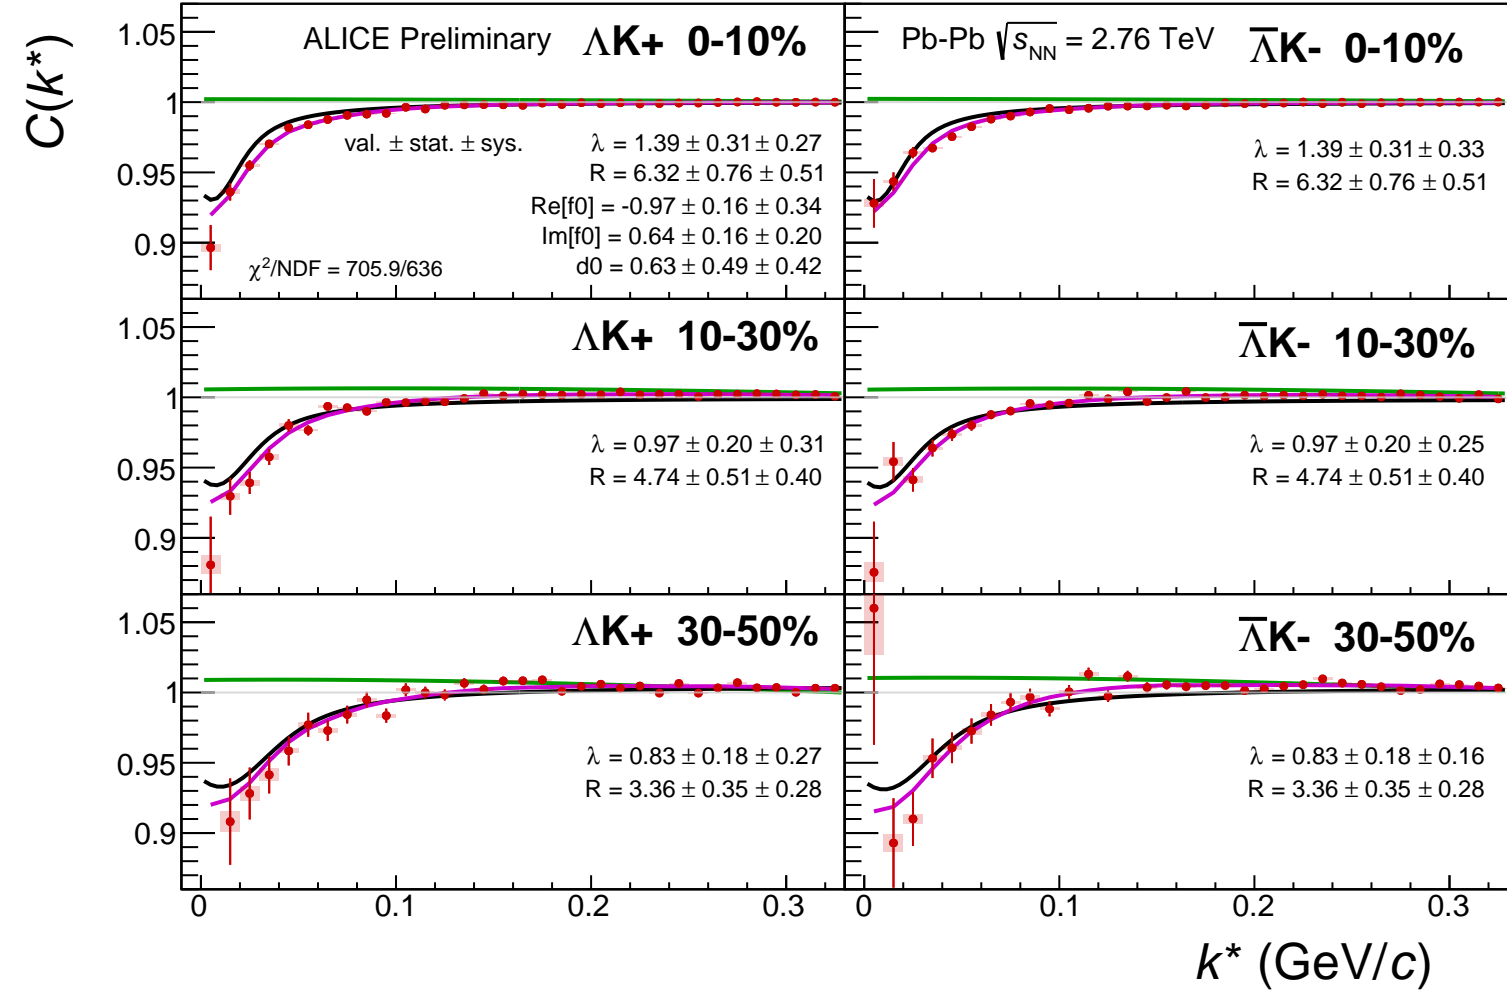 C(k*)
ALICE Preliminary ΛK+ 0-10%
val. ± stat. ± sys.
λ = 1.39 ± 0.31 ± 0.27
R = 6.32 ± 0.76 ± 0.51
Re[f0] = -0.97 ± 0.16 ± 0.34
Im[f0] = 0.64 ± 0.16 ± 0.20
d0 = 0.63 ± 0.49 ± 0.42
χ²/NDF = 705.9/636
1.05
1
0.95
0.9
Pb-Pb √sNN = 2.76 TeV Λ̅K- 0-10%
λ = 1.39 ± 0.31 ± 0.33
R = 6.32 ± 0.76 ± 0.51
ΛK+ 10-30%
λ = 0.97 ± 0.20 ± 0.31
R = 4.74 ± 0.51 ± 0.40
1.05
1
0.95
0.9
Λ̅K- 10-30%
λ = 0.97 ± 0.20 ± 0.25
R = 4.74 ± 0.51 ± 0.40
ΛK+ 30-50%
λ = 0.83 ± 0.18 ± 0.27
R = 3.36 ± 0.35 ± 0.28
1.05
1
0.95
0.9
Λ̅K- 30-50%
λ = 0.83 ± 0.18 ± 0.16
R = 3.36 ± 0.35 ± 0.28
0 0.1 0.2 0.3
0 0.1 0.2 0.3
k* (GeV/c)